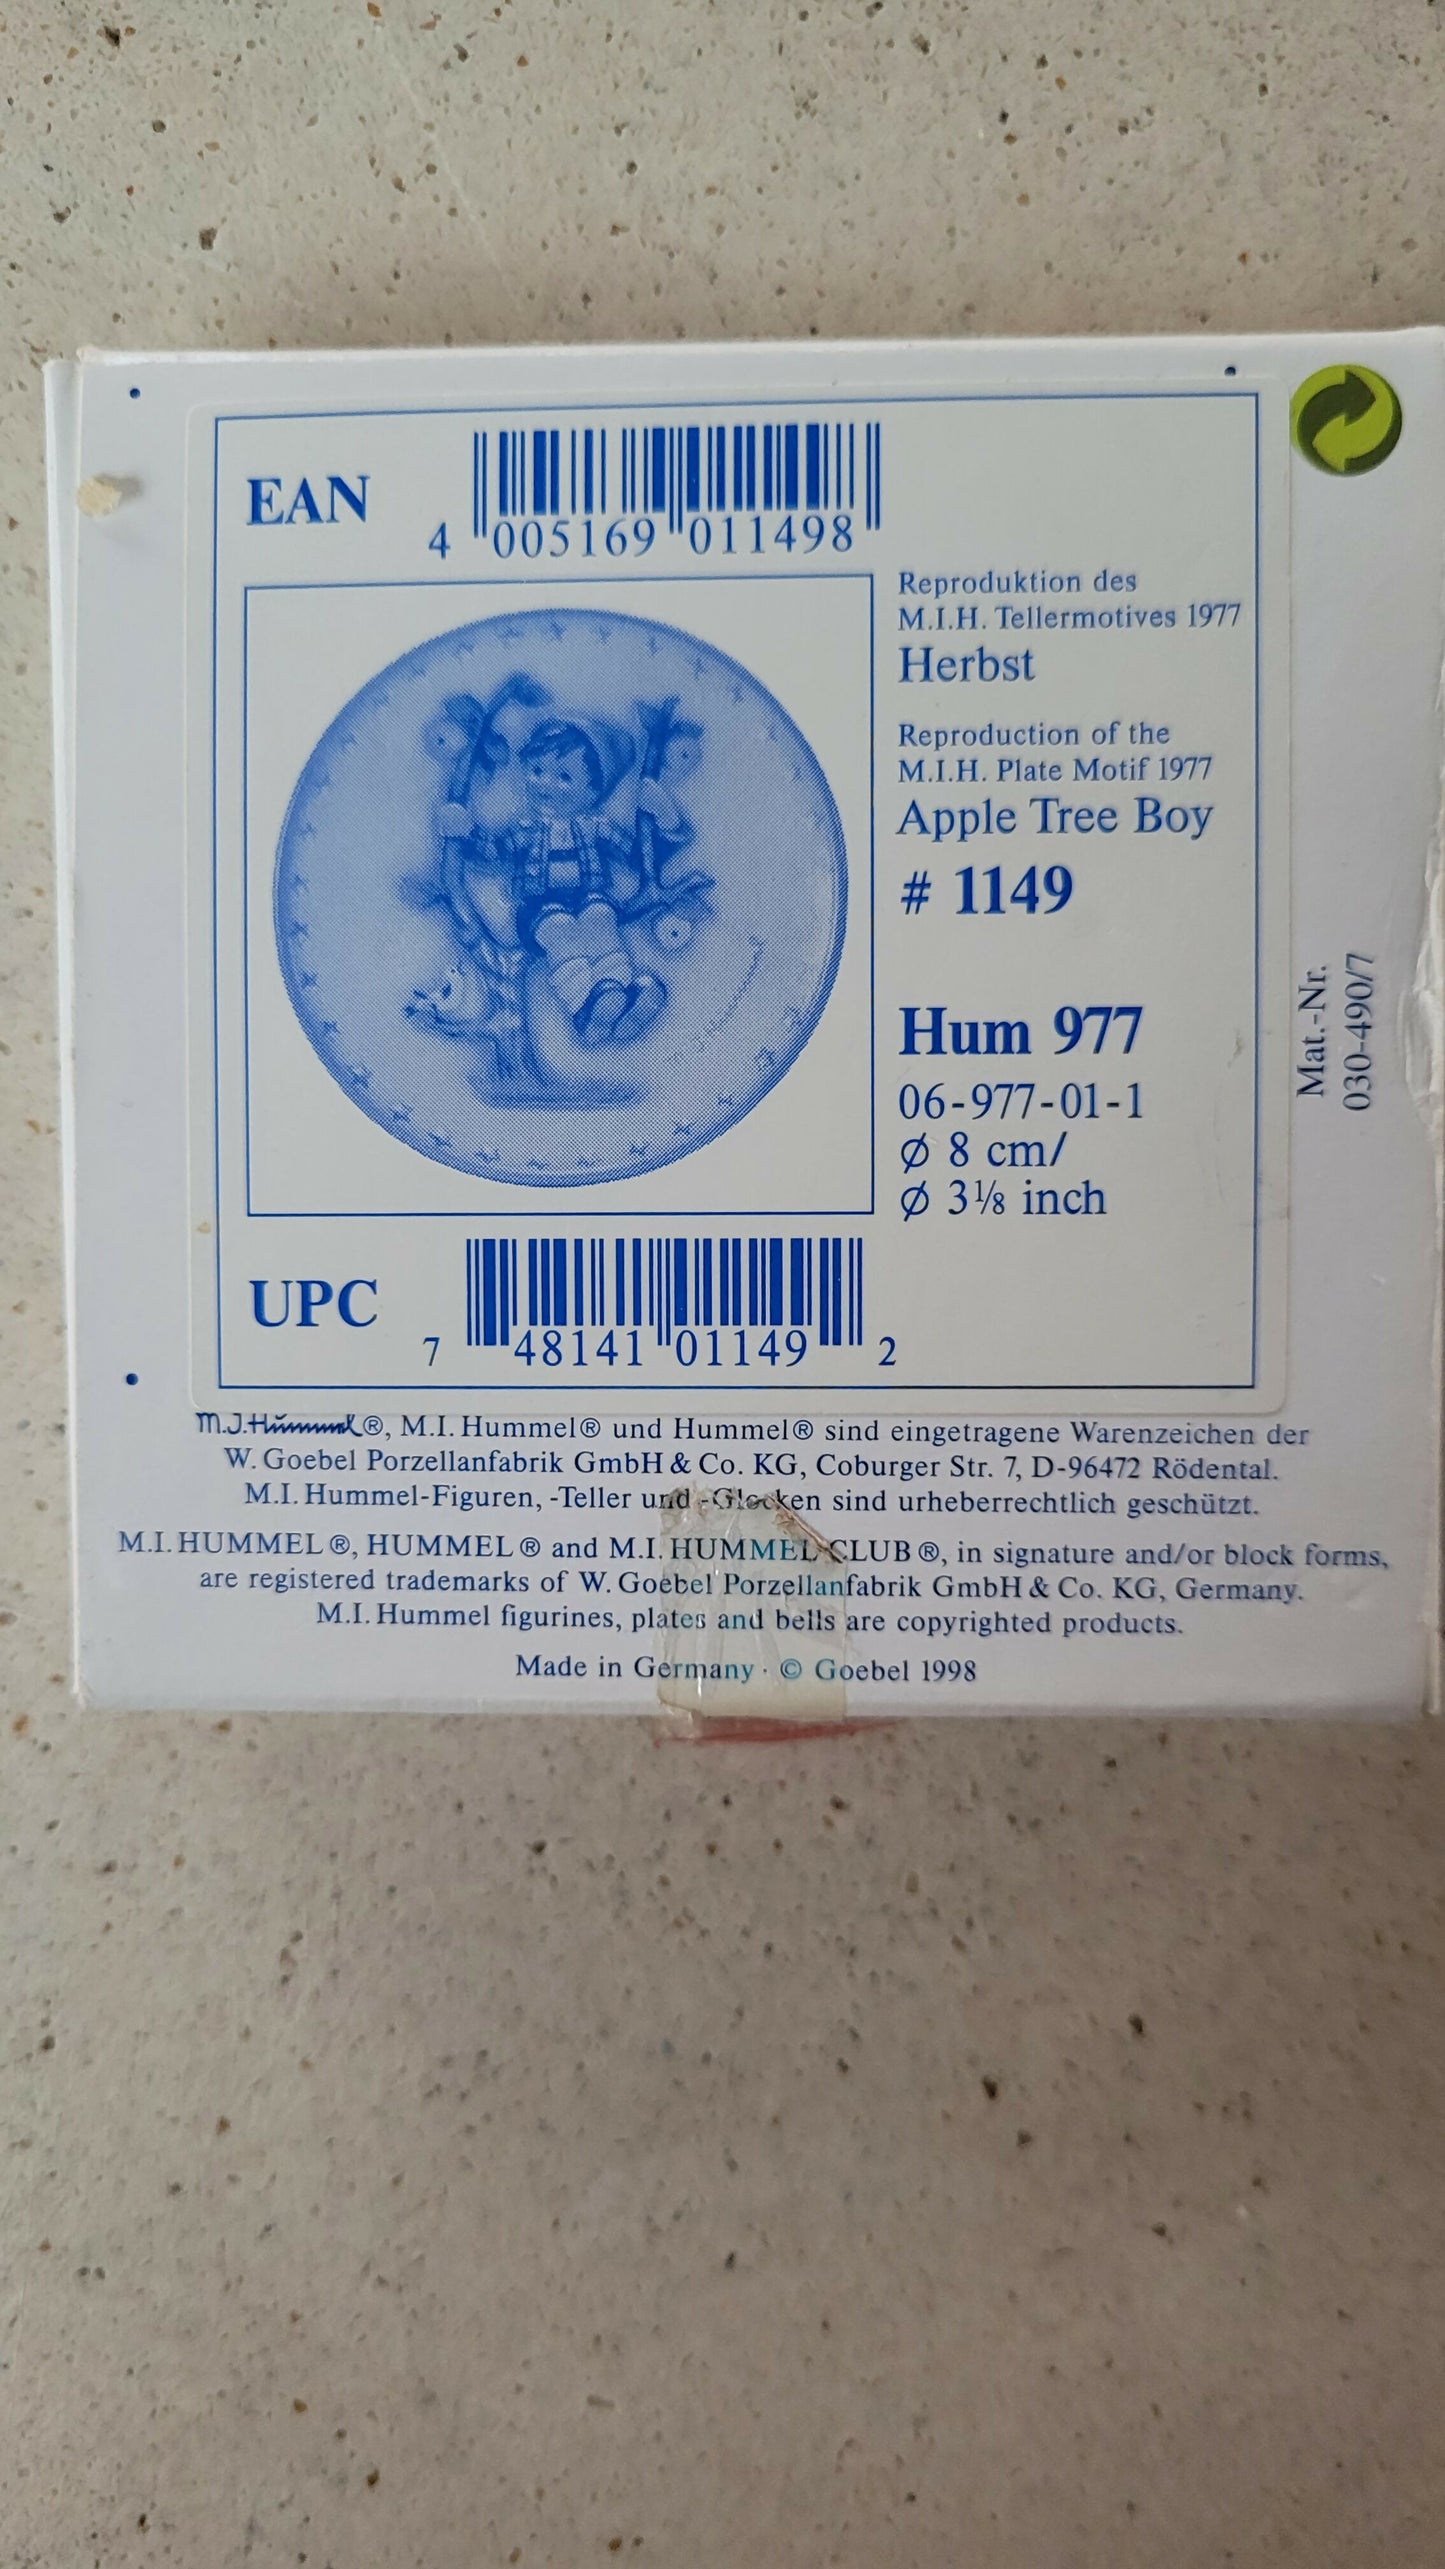 EAN
4 005169 011498
Reproduktion des
M.I.H. Tellermotives 1977
Herbst
Reproduction of the
M.I.H. Plate Motif 1977
Apple Tree Boy
# 1149
Hum 977
06-977-01-1
Ø 8 cm/
Ø 3 1/8 inch
UPC
7 48141 01149 2
Mat.-Nr.
030-490/7
M.J.Hummel®, M.I. Hummel® und Hummel® sind eingetragene Warenzeichen der
W. Goebel Porzellanfabrik GmbH & Co. KG, Coburger Str. 7, D-96472 Rödental.
M.I. Hummel-Figuren, -Teller und -Glocken sind urheberrechtlich geschützt.
M.I. HUMMEL®, HUMMEL® and M.I. HUMMEL CLUB®, in signature and/or block forms,
are registered trademarks of W. Goebel Porzellanfabrik GmbH & Co. KG, Germany.
M.I. Hummel figurines, plates and bells are copyrighted products.
Made in Germany · © Goebel 1998